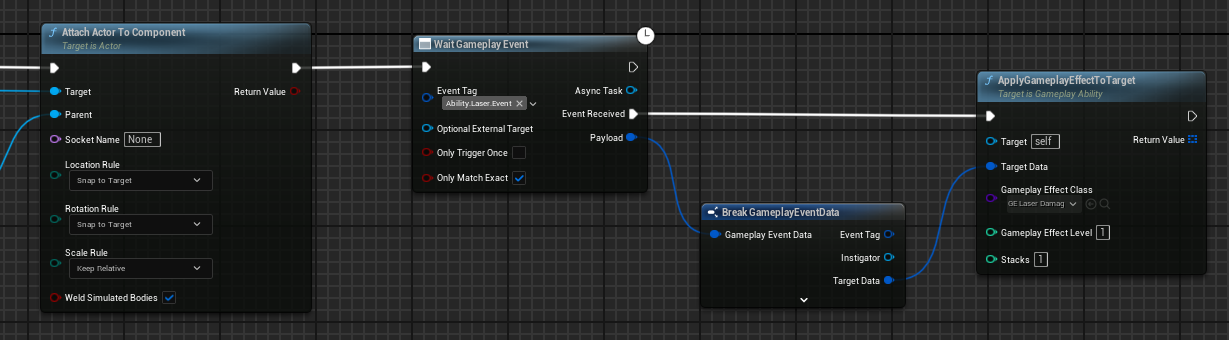 Attach Actor To Component
Target is Actor
Target
Return Value
Parent
Socket Name None
Location Rule
Snap to Target
Rotation Rule
Snap to Target
Scale Rule
Keep Relative
Weld Simulated Bodies
Wait Gameplay Event
Event Tag
Ability.Laser.Event
Async Task
Event Received
Optional External Target
Payload
Only Trigger Once
Only Match Exact
Break GameplayEventData
Gameplay Event Data
Event Tag
Instigator
Target Data
ApplyGameplayEffectToTarget
Target is Gameplay Ability
Target self
Return Value
Target Data
Gameplay Effect Class
GE Laser Damag
Gameplay Effect Level 1
Stacks 1